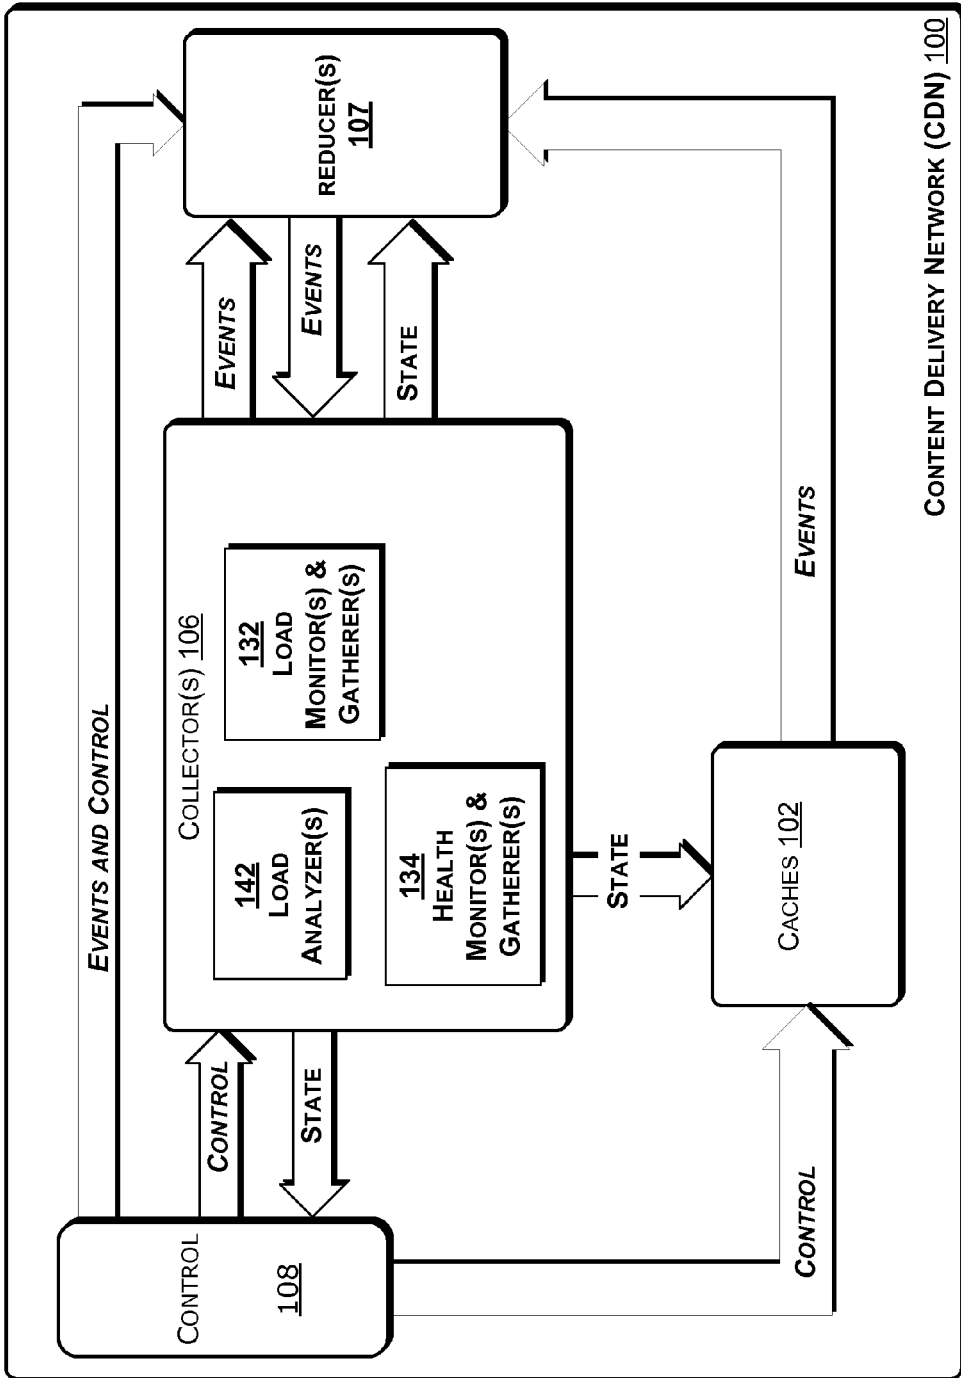 EVENTS AND CONTROL
CONTROL
108
CONTROL
STATE
COLLECTOR(S) 106
142
LOAD
ANALYZER(S)
132
LOAD
MONITOR(S) &
GATHERER(S)
134
HEALTH
MONITOR(S) &
GATHERER(S)
EVENTS
EVENTS
STATE
REDUCER(S)
107
STATE
CONTROL
CACHES 102
EVENTS
CONTENT DELIVERY NETWORK (CDN) 100